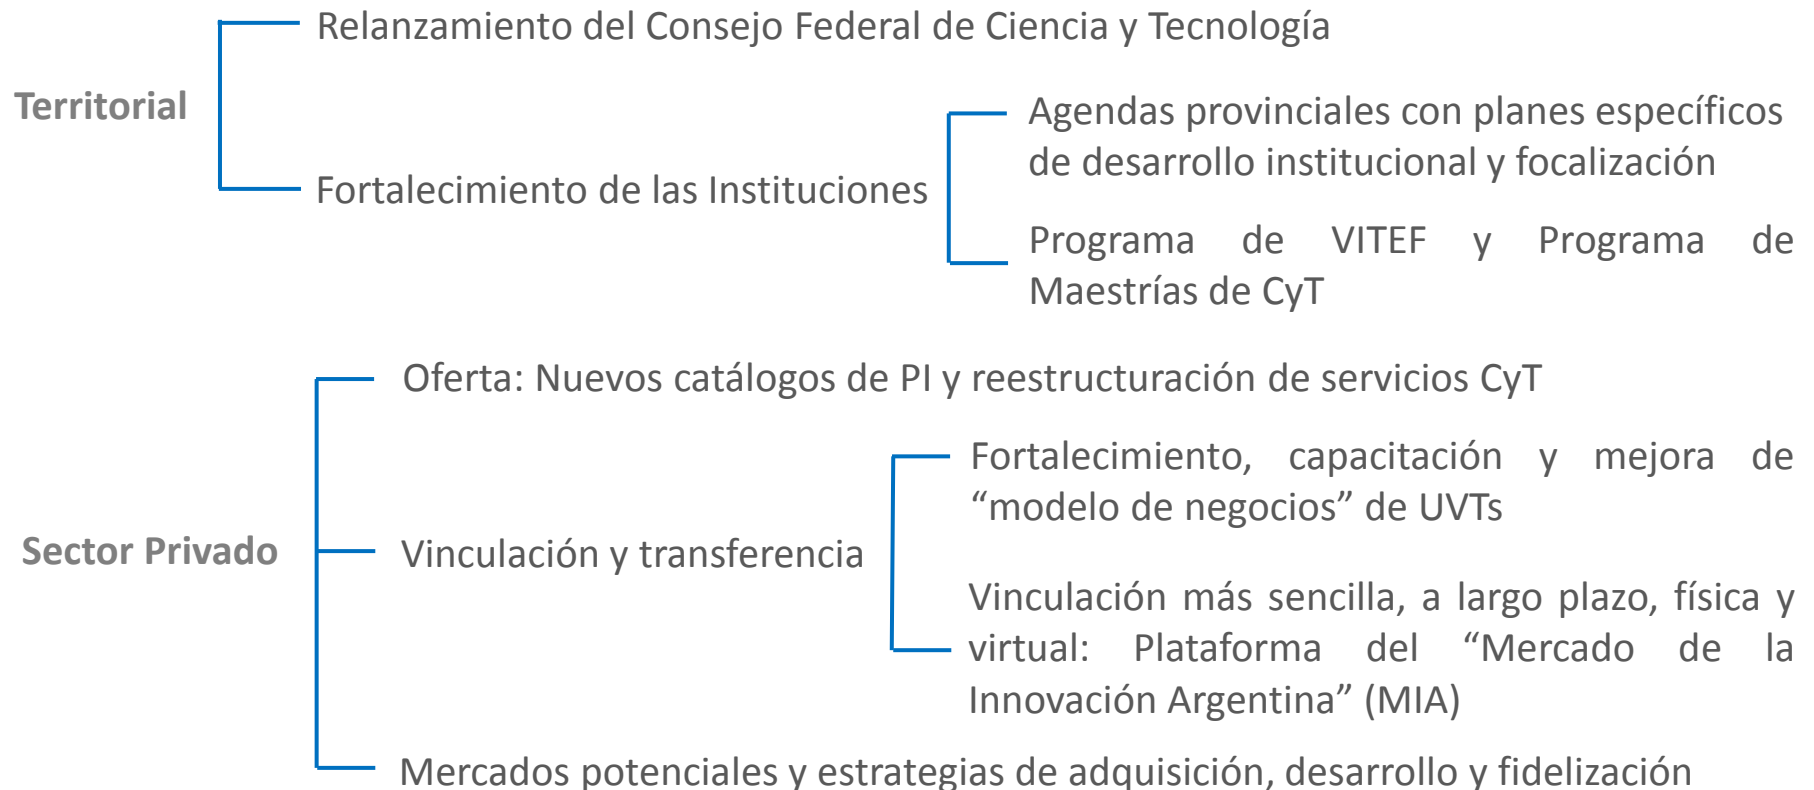 Relanzamiento del Consejo Federal de Ciencia y Tecnología
Territorial
Agendas provinciales con planes específicos
de desarrollo institucional y focalización
Fortalecimiento de las Instituciones
Programa de VITEF y Programa de
Maestrías de CyT
Oferta: Nuevos catálogos de PI y reestructuración de servicios CyT
Fortalecimiento, capacitación y mejora de
“modelo de negocios” de UVTs
Sector Privado
Vinculación y transferencia
Vinculación más sencilla, a largo plazo, física y
virtual: Plataforma del “Mercado de la
Innovación Argentina” (MIA)
Mercados potenciales y estrategias de adquisición, desarrollo y fidelización